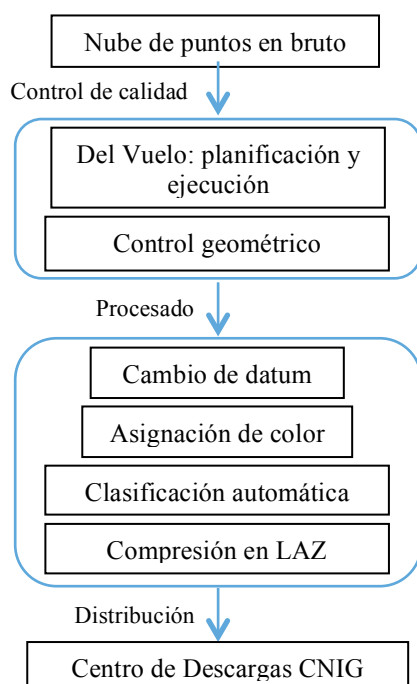 Nube de puntos en bruto
Control de calidad
Del Vuelo: planificación y
ejecución
Control geométrico
Procesado
Cambio de datum
Asignación de color
Clasificación automática
Compresión en LAZ
Distribución
Centro de Descargas CNIG